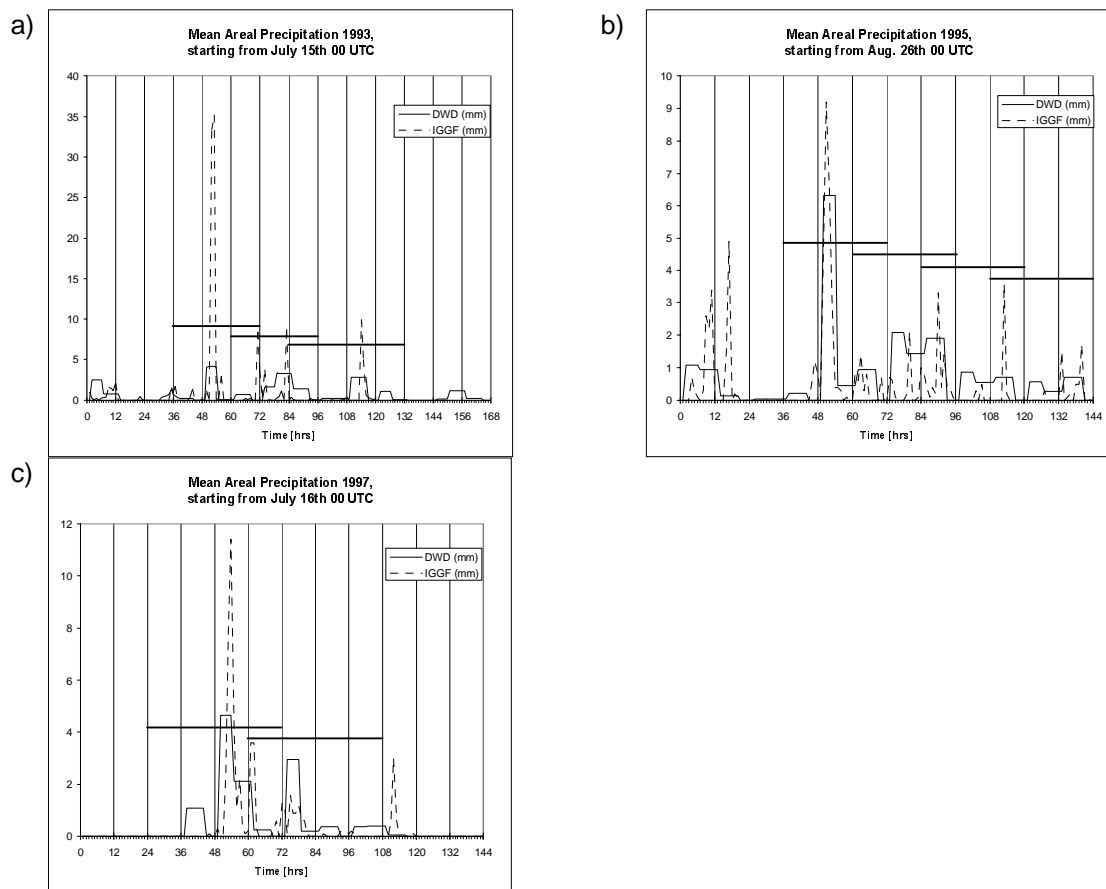 a)
Mean Areal Precipitation 1993,
starting from July 15th 00 UTC
40
35
30
25
20
15
10
5
0
DWD (mm)
IGGF (mm)
0 12 24 36 48 60 72 84 96 108 120 132 144 156 168
Time [hrs]
b)
Mean Areal Precipitation 1995,
starting from Aug. 26th 00 UTC
10
9
8
7
6
5
4
3
2
1
0
DWD (mm)
IGGF (mm)
0 12 24 36 48 60 72 84 96 108 120 132 144
Time [hrs]
c)
Mean Areal Precipitation 1997,
starting from July 16th 00 UTC
12
10
8
6
4
2
0
DWD (mm)
IGGF (mm)
0 12 24 36 48 60 72 84 96 108 120 132 144
Time [hrs]